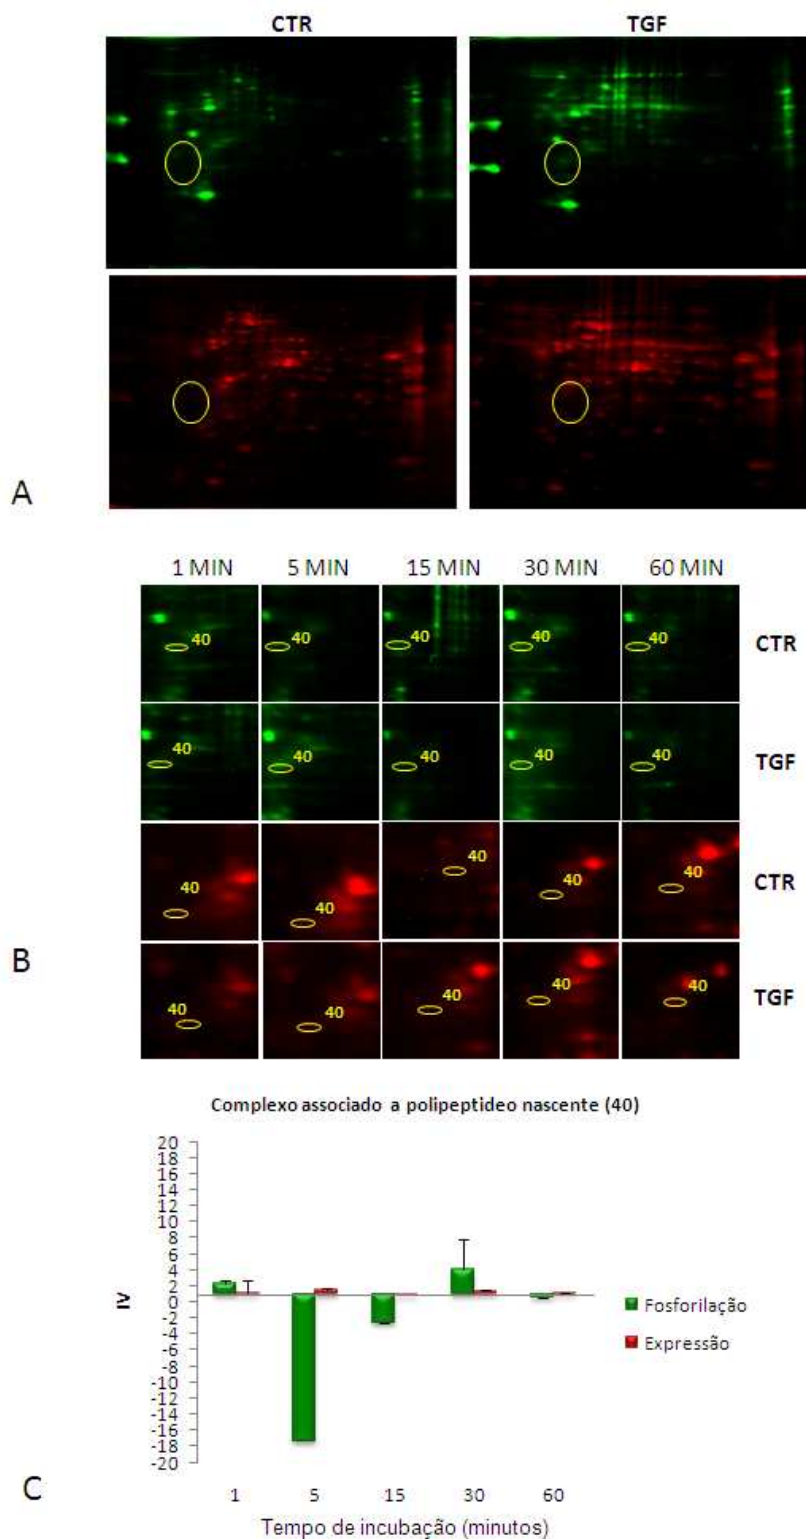 CTR TGF
A
1 MIN 5 MIN 15 MIN 30 MIN 60 MIN
40 40 40 40 40 CTR
40 40 40 40 40 TGF
40 40 40 40 40 CTR
B
40 40 40 40 40 TGF
Complexo associado a polipeptideo nascente (40)
20
18
16
14
12
10
8
6
4
2
0
-2
-4
-6
-8
-10
-12
-14
-16
-18
-20
IV
Fosforilação
Expressão
C
1 5 15 30 60
Tempo de incubação (minutos)